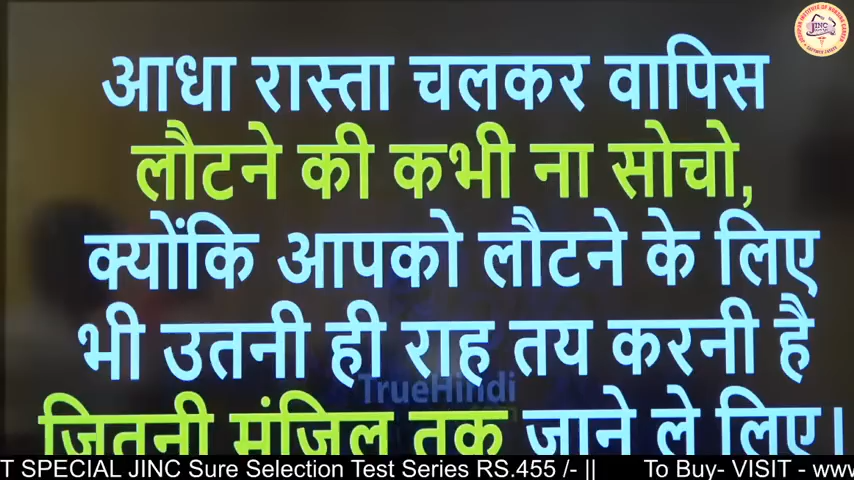 आधा रास्ता चलकर वापिस
लौटने की कभी ना सोचो,
क्योंकि आपको लौटने के लिए
भी उतनी ही राह तय करनी है
TrueHindi
जितनी मंजिल तक जाने ले लिए।
T SPECIAL JINC Sure Selection Test Series RS.455 /- || To Buy- VISIT - www
JINC